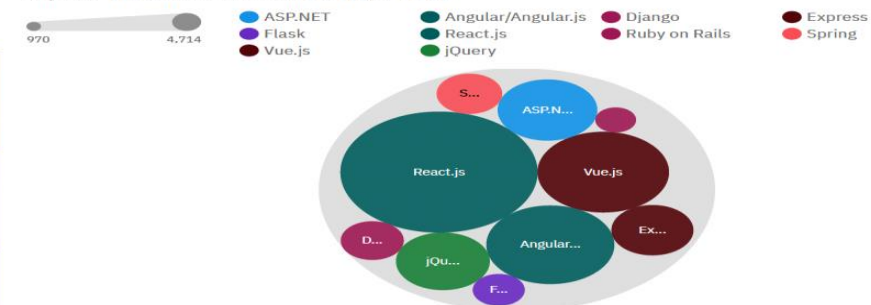 ASP.NET Angular/Angular.js Django Express
Flask React.js Ruby on Rails Spring
Vue.js jQuery
970 4.714
S...
ASP.N...
React.js Vue.js
Ex...
D... Angular...
jQu...
F...